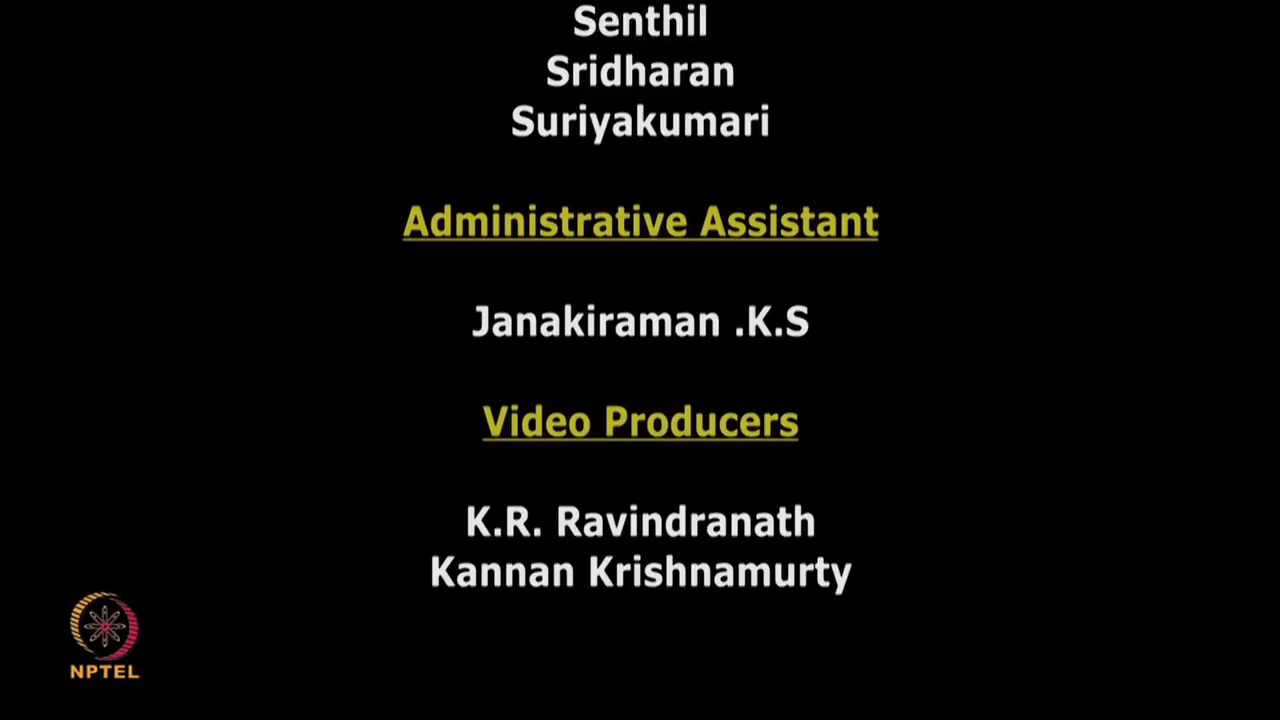 Senthil
Sridharan
Suriyakumari
Administrative Assistant
Janakiraman .K.S
Video Producers
K.R. Ravindranath
Kannan Krishnamurty
NPTEL